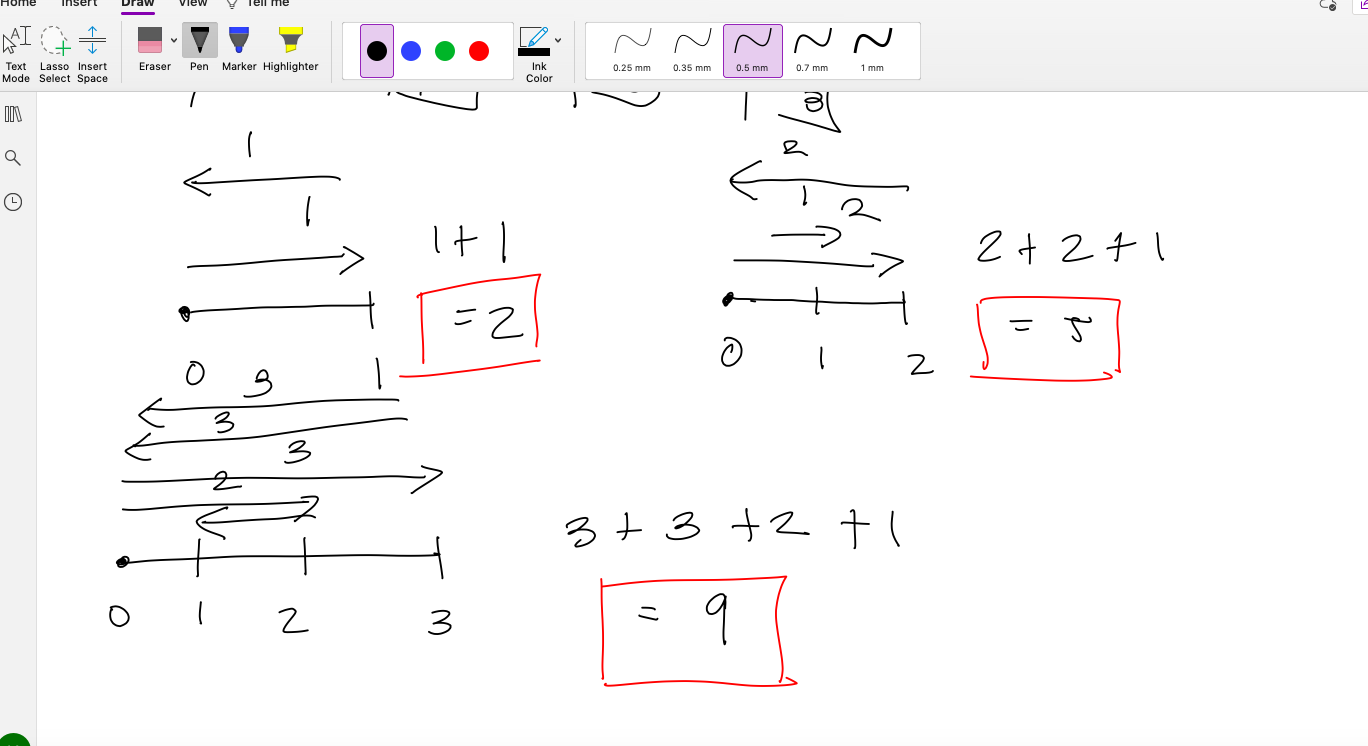 Home Insert Draw View Tell me
Text Mode
Lasso Select
Insert Space
Eraser
Pen
Marker
Highlighter
Ink Color
0.25 mm
0.35 mm
0.5 mm
0.7 mm
1 mm
3
1
1
1 + 1
= 2
0 1
2
1 2
2 + 2 + 1
= 5
0 1 2
3
3
3
2
3 + 3 + 2 + 1
= 9
0 1 2 3